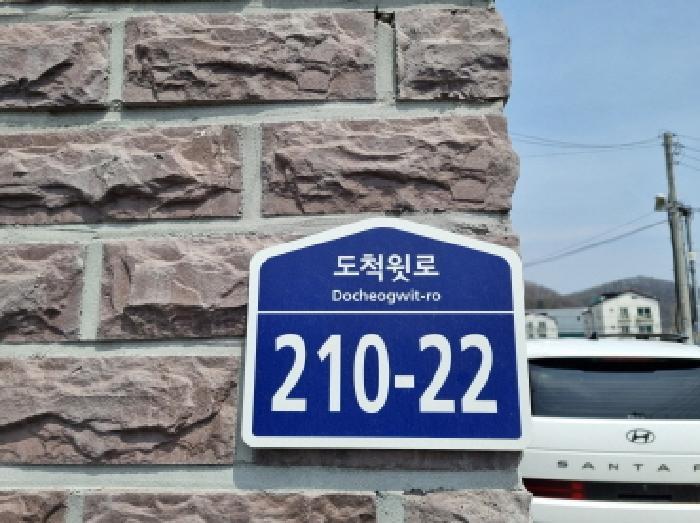 도척윗로
Docheogwit-ro
210-22
SANTA F